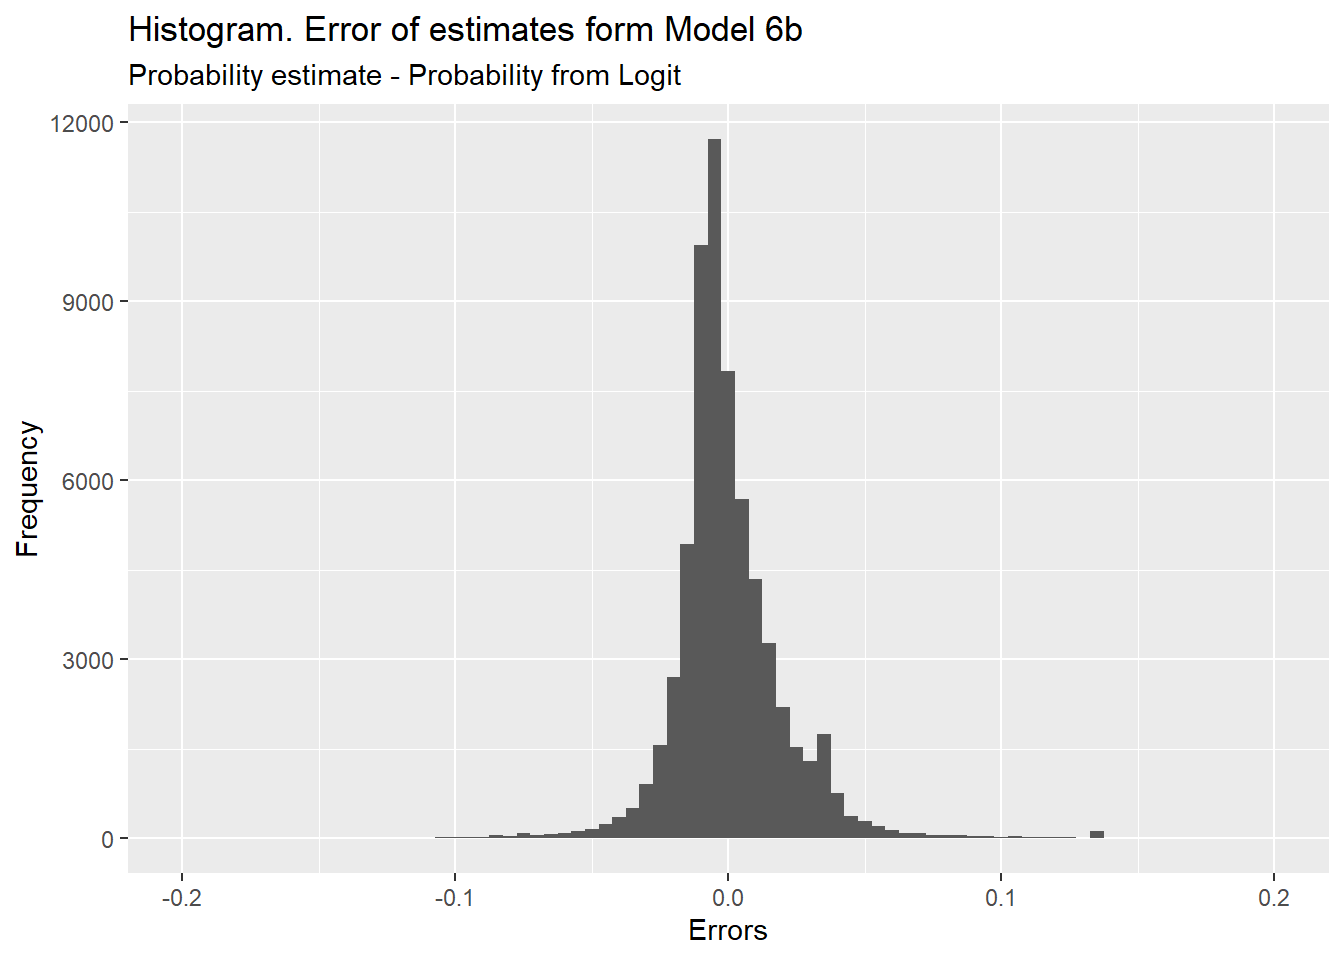 Histogram. Error of estimates form Model 6b
Probability estimate - Probability from Logit
12000
9000
6000
3000
0
Frequency
-0.2
-0.1
0.0
0.1
0.2
Errors